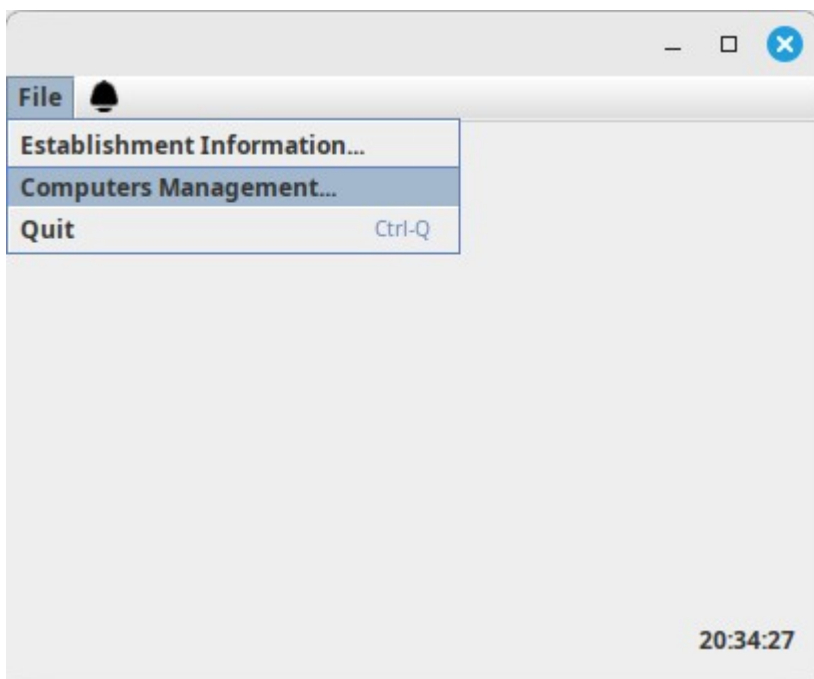 File
Establishment Information...
Computers Management...
Quit Ctrl-Q
20:34:27